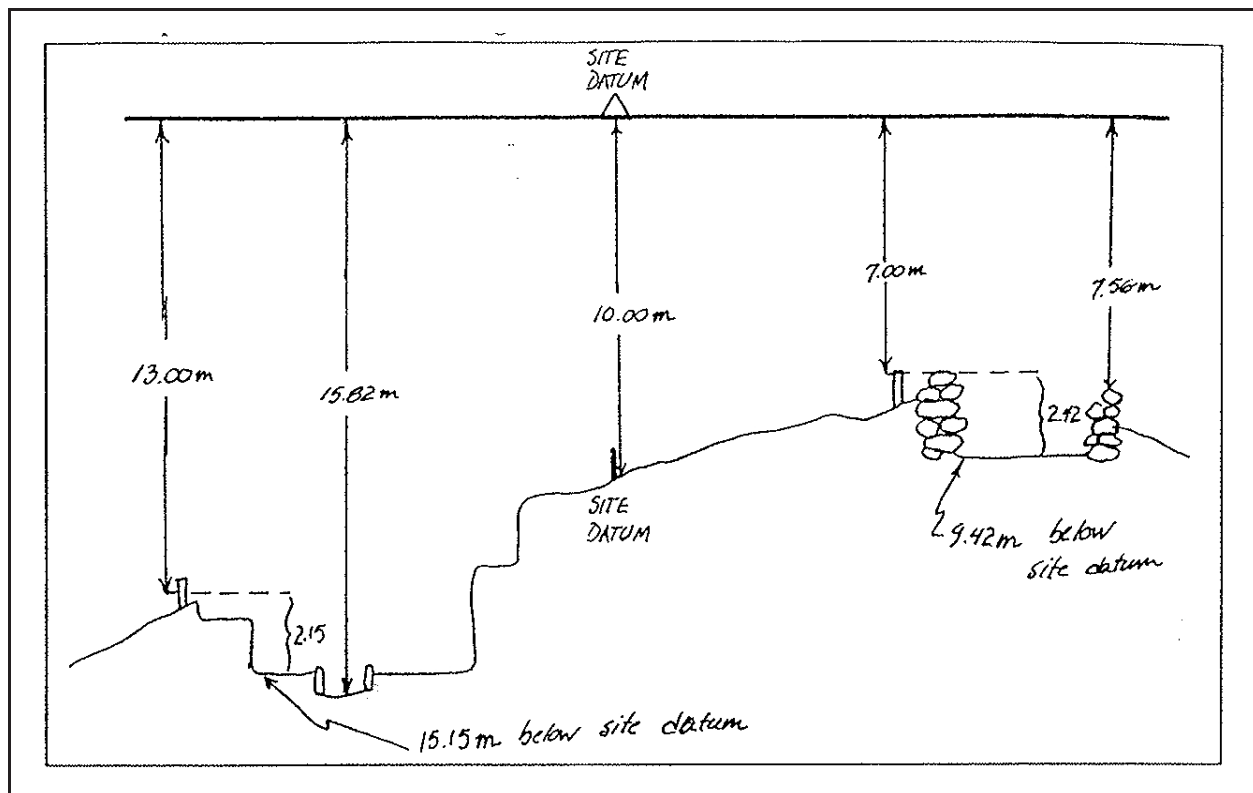 SITE
DATUM
7.00m
7.56m
10.00m
13.00m
15.82m
2.42
SITE
DATUM
9.42m below
site datum
2.15
15.15m below site datum